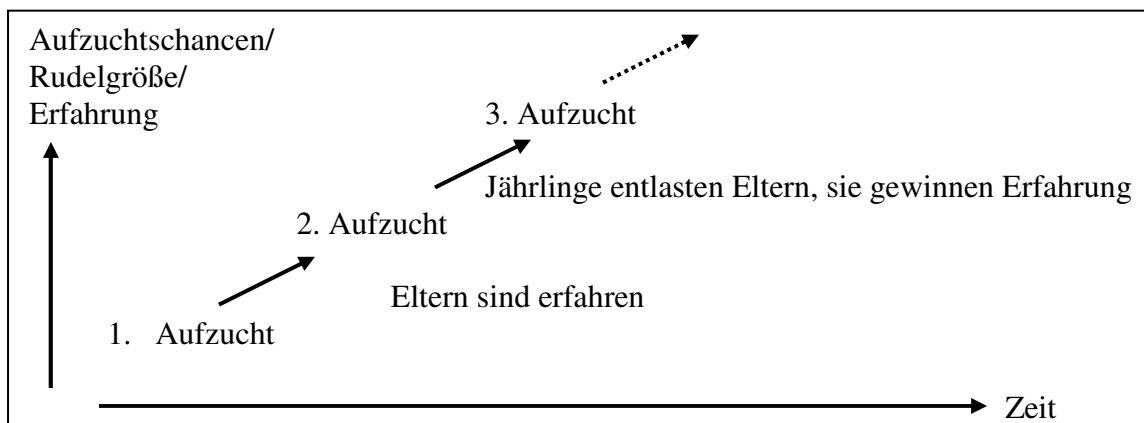 Aufzuchtschancen/
Rudelgröße/
Erfahrung
3. Aufzucht
Jährlinge entlasten Eltern, sie gewinnen Erfahrung
2. Aufzucht
Eltern sind erfahren
1. Aufzucht
Zeit